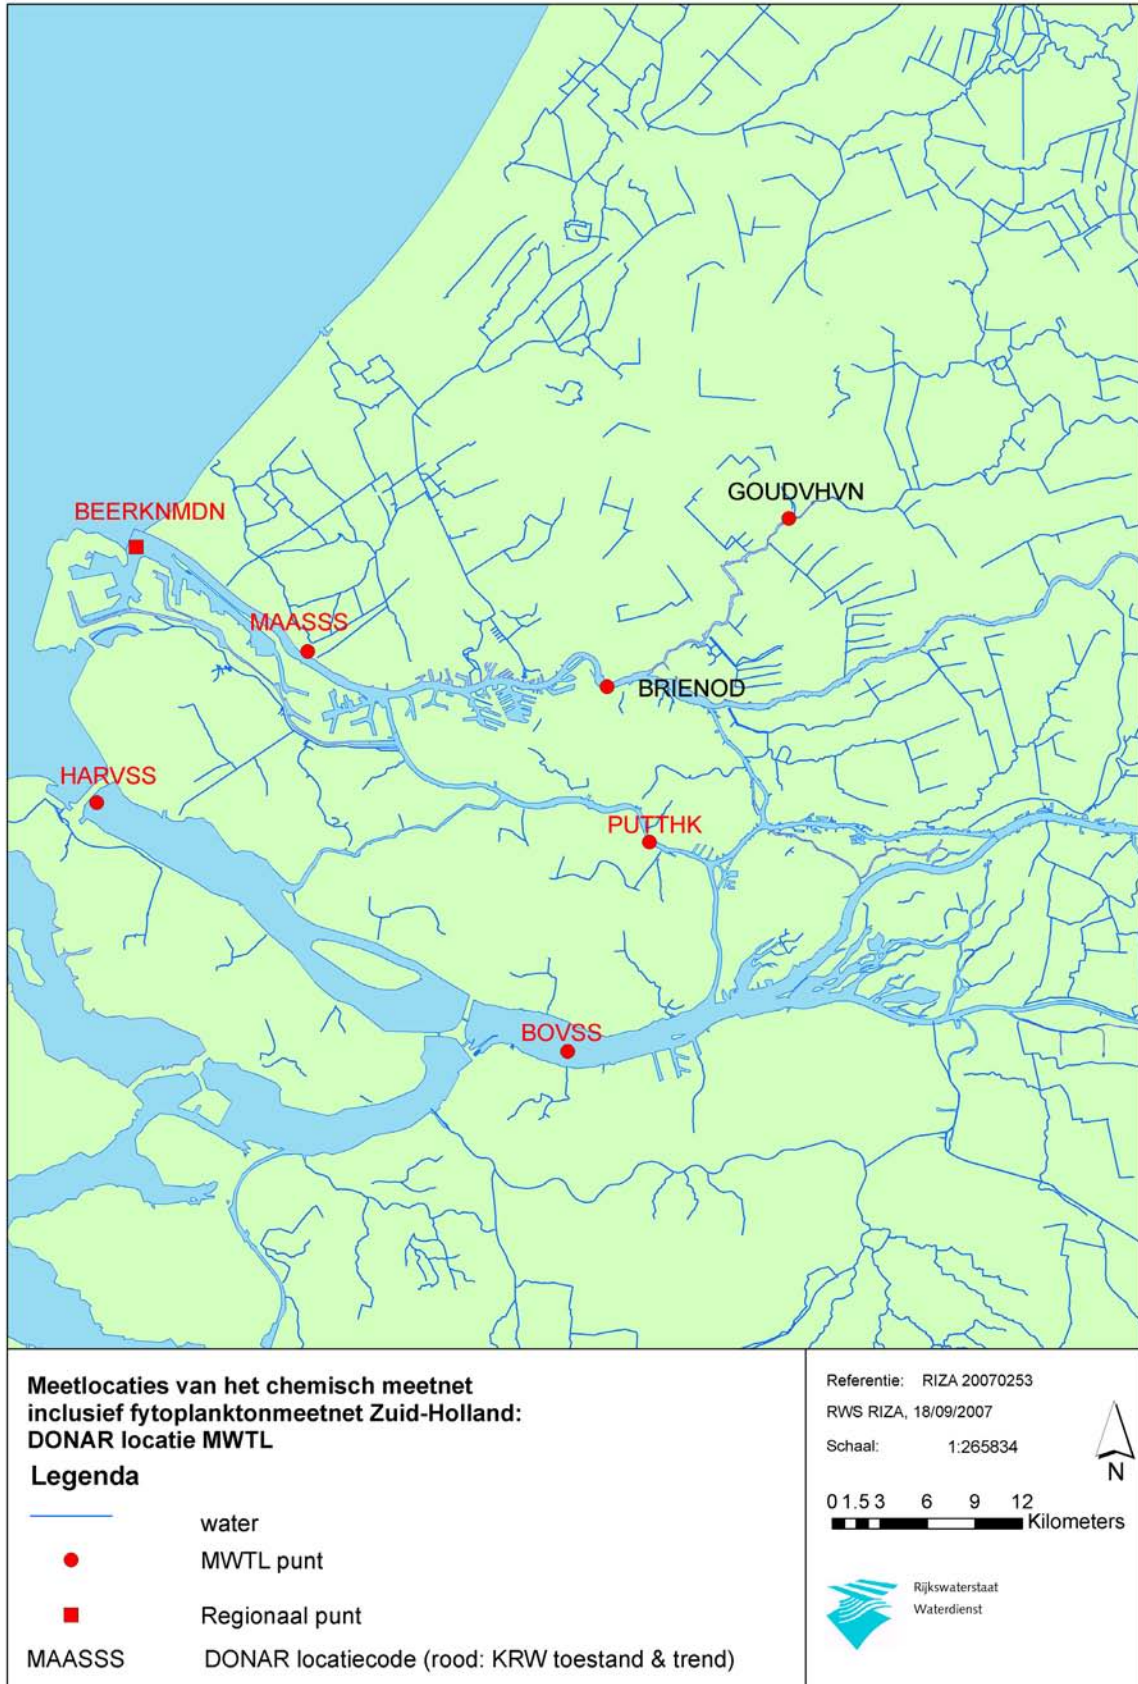 GOUDVHVN
BEERKNMDN
MAASSS
BRIENOD
HARVSS
PUTTHK
BOVSS
Meetlocaties van het chemisch meetnet
inclusief fytoplanktonmeetnet Zuid-Holland:
DONAR locatie MWTL
Legenda
water
MWTL punt
Regionaal punt
MAASSS DONAR locatiecode (rood: KRW toestand & trend)
Referentie: RIZA 20070253
RWS RIZA, 18/09/2007
Schaal: 1:265834
N
0 1.5 3 6 9 12
Kilometers
Rijkswaterstaat
Waterdienst